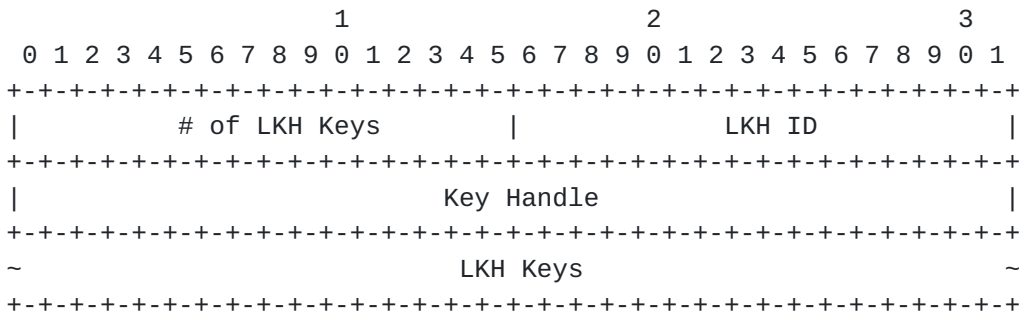 1                   2                   3
 0 1 2 3 4 5 6 7 8 9 0 1 2 3 4 5 6 7 8 9 0 1 2 3 4 5 6 7 8 9 0 1
+-+-+-+-+-+-+-+-+-+-+-+-+-+-+-+-+-+-+-+-+-+-+-+-+-+-+-+-+-+-+-+-+
|          # of LKH Keys        |             LKH ID            |
+-+-+-+-+-+-+-+-+-+-+-+-+-+-+-+-+-+-+-+-+-+-+-+-+-+-+-+-+-+-+-+-+
|                           Key Handle                          |
+-+-+-+-+-+-+-+-+-+-+-+-+-+-+-+-+-+-+-+-+-+-+-+-+-+-+-+-+-+-+-+-+
~                            LKH Keys                           ~
+-+-+-+-+-+-+-+-+-+-+-+-+-+-+-+-+-+-+-+-+-+-+-+-+-+-+-+-+-+-+-+-+